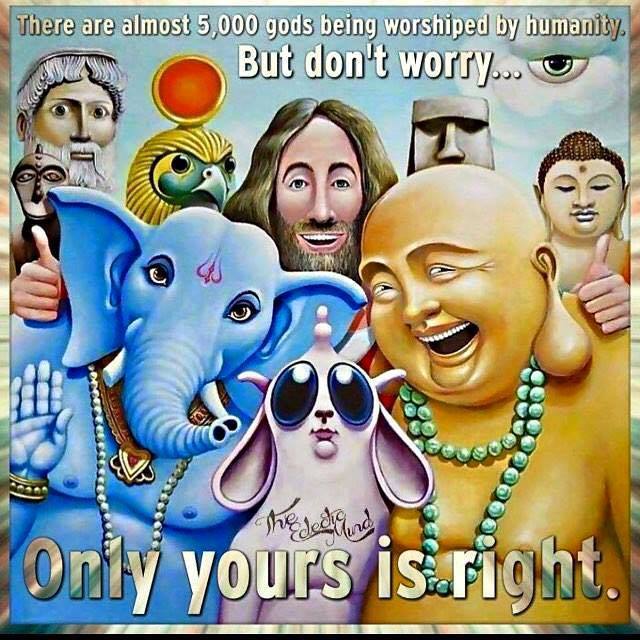 There are almost 5,000 gods being worshiped by humanity.
But don't worry...
The
Eclectic
Mind
Only yours is right.